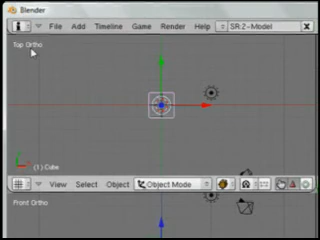 Blender
File Add Timeline Game Render Help SR:2-Model X
Top Ortho
(1) Cube
View Select Object Object Mode
Front Ortho